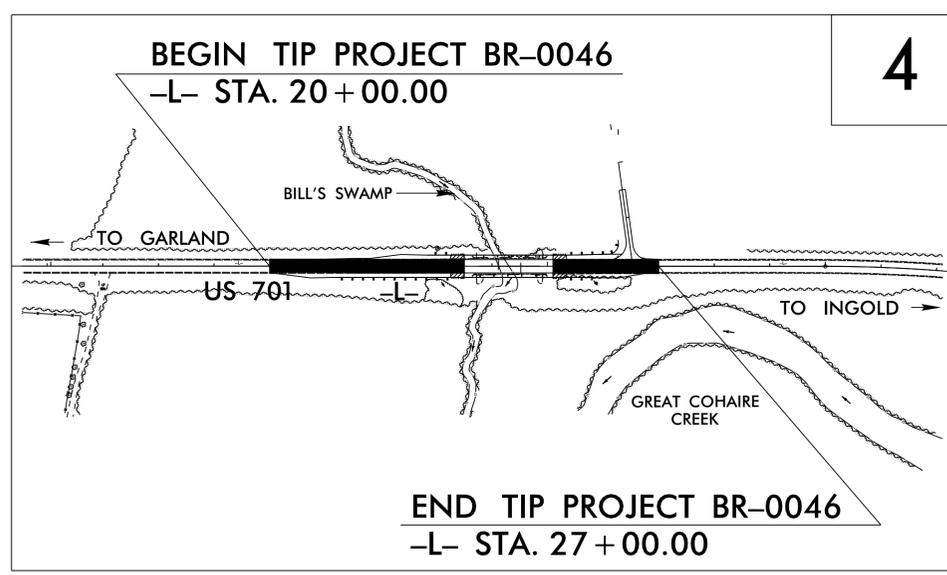 BEGIN TIP PROJECT BR–0046
–L– STA. 20+00.00
4
BILL'S SWAMP
TO GARLAND
US 701
–L–
TO INGOLD
GREAT COHAIRE
CREEK
END TIP PROJECT BR–0046
–L– STA. 27+00.00